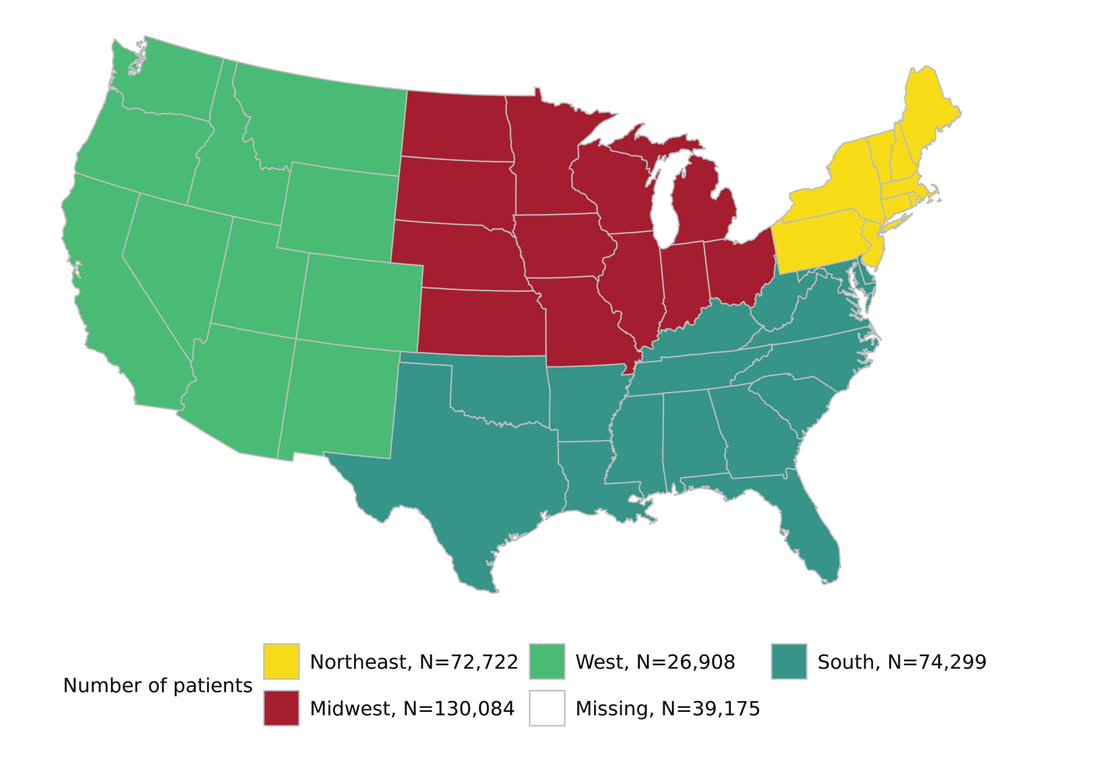 Number of patients
Northeast, N=72,722
West, N=26,908
South, N=74,299
Midwest, N=130,084
Missing, N=39,175